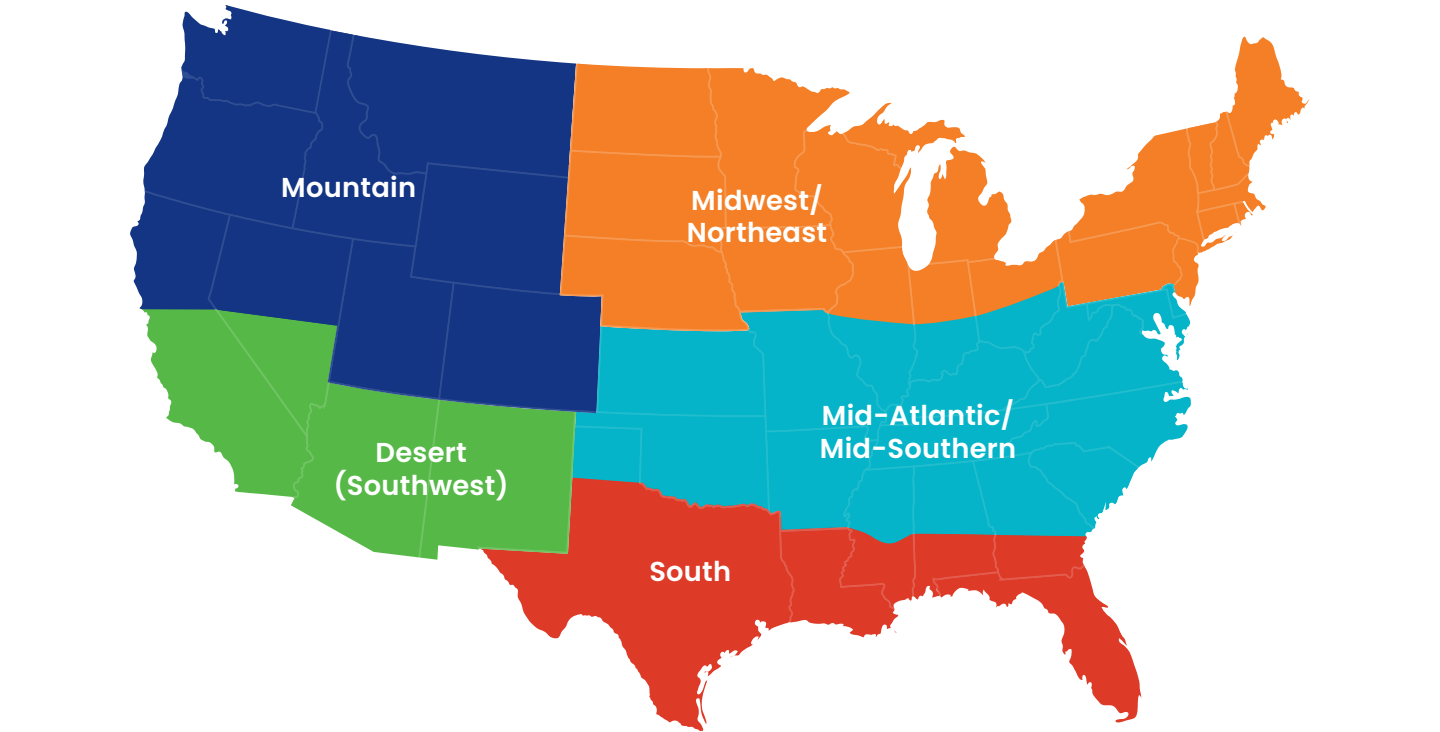 Mountain
Midwest/
Northeast
Mid-Atlantic/
Mid-Southern
Desert
(Southwest)
South